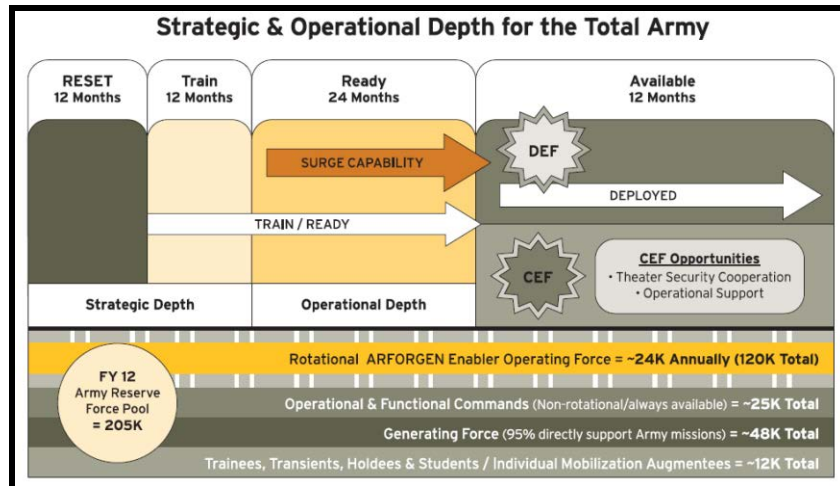 Strategic & Operational Depth for the Total Army
RESET
12 Months
Train
12 Months
Ready
24 Months
Available
12 Months
SURGE CAPABILITY
DEF
DEPLOYED
TRAIN / READY
CEF
CEF Opportunities
• Theater Security Cooperation
• Operational Support
Strategic Depth
Operational Depth
Rotational ARFORGEN Enabler Operating Force = ~24K Annually (120K Total)
FY 12
Army Reserve
Force Pool
= 205K
Operational & Functional Commands (Non-rotational/always available) = ~25K Total
Generating Force (95% directly support Army missions) = ~48K Total
Trainees, Transients, Holdees & Students / Individual Mobilization Augmentees = ~12K Total